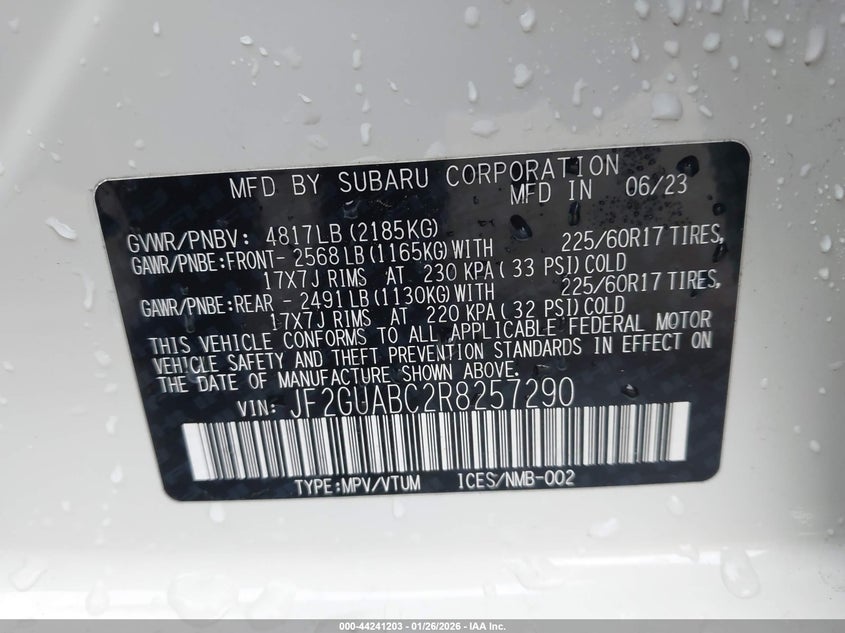 MFD BY SUBARU CORPORATION
MFD IN 06/23
GVWR/PNBV: 4817LB(2185KG)
GAWR/PNBE:FRONT- 2568LB(1165KG)WITH 225/60R17 TIRES,
17X7J RIMS AT 230 KPA(33 PSI)COLD
GAWR/PNBE:REAR - 2491LB(1130KG)WITH 225/60R17 TIRES,
17X7J RIMS AT 220 KPA(32 PSI)COLD
THIS VEHICLE CONFORMS TO ALL APPLICABLE FEDERAL MOTOR
VEHICLE SAFETY AND THEFT PREVENTION STANDARDS IN EFFECT ON
THE DATE OF MANUFACTURE SHOWN ABOVE.
VIN: JF2GUABC2R8257290
TYPE:MPV/VTUM ICES/NMB-002
000-44241203 - 01/26/2026 - IAA Inc.